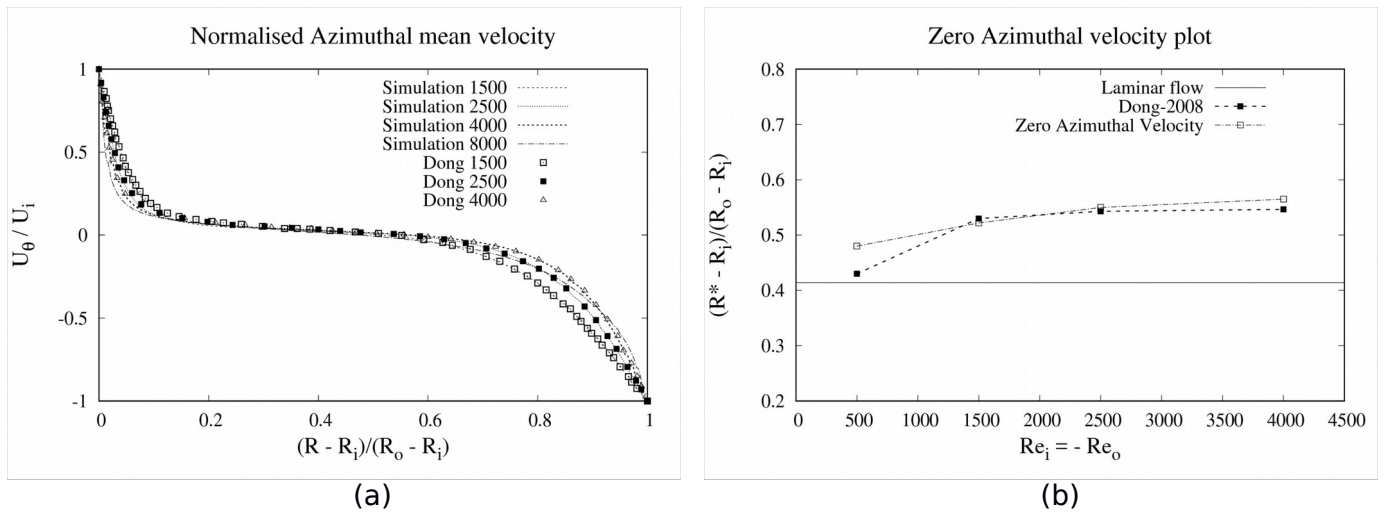 Normalised Azimuthal mean velocity
1
0.5
0
-0.5
-1
U_θ / U_i
Simulation 1500
Simulation 2500
Simulation 4000
Simulation 8000
Dong 1500
Dong 2500
Dong 4000
0 0.2 0.4 0.6 0.8 1
(R - R_i)/(R_o - R_i)
(a)
Zero Azimuthal velocity plot
0.8
0.7
0.6
0.5
0.4
0.3
0.2
(R* - R_i)/(R_o - R_i)
Laminar flow
Dong-2008
Zero Azimuthal Velocity
0 500 1000 1500 2000 2500 3000 3500 4000 4500
Re_i = - Re_o
(b)